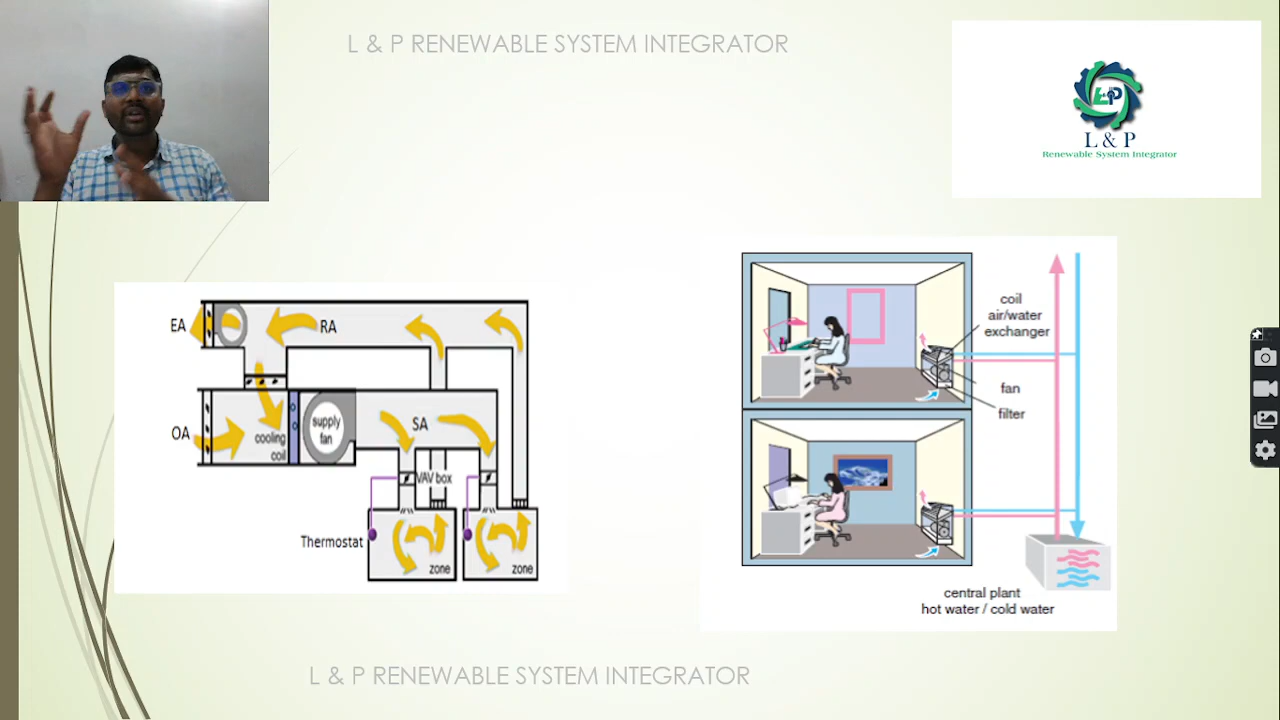 L & P RENEWABLE SYSTEM INTEGRATOR
L&P
L & P
Renewable System Integrator
EA
RA
OA
cooling
coil
supply
fan
SA
VAV box
Thermostat
zone
zone
coil
air/water
exchanger
fan
filter
central plant
hot water / cold water
L & P RENEWABLE SYSTEM INTEGRATOR